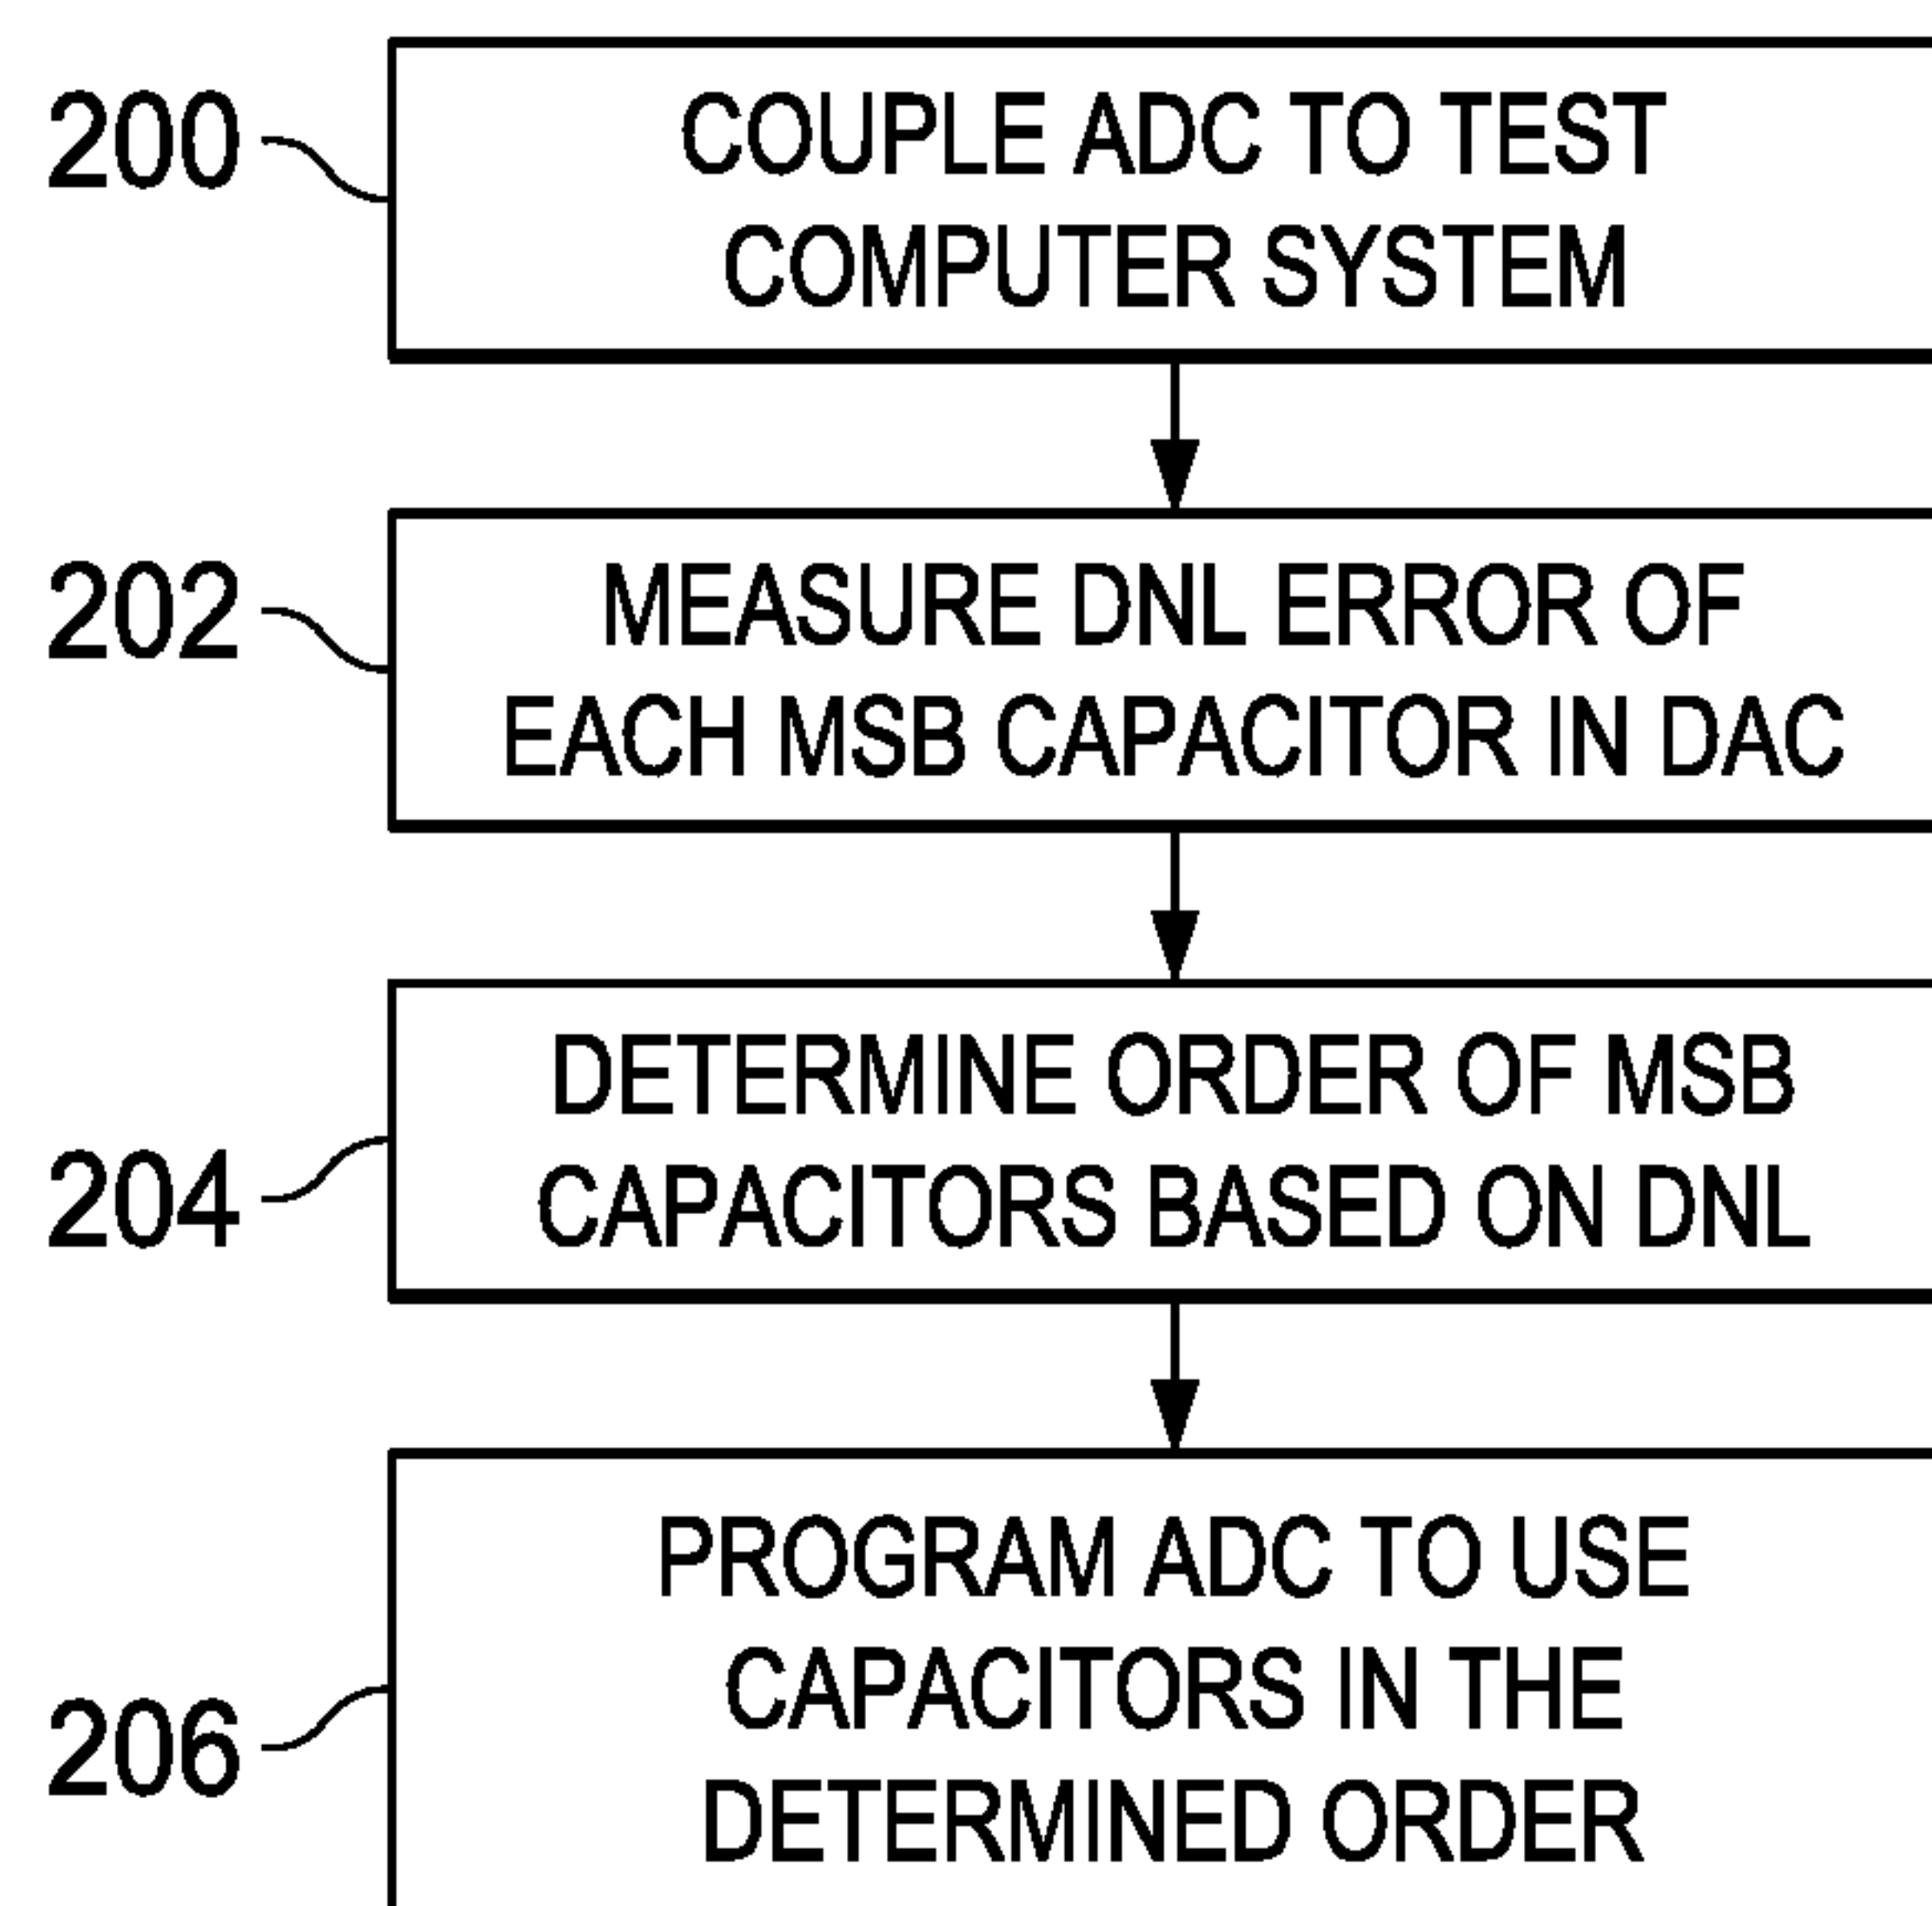 200
COUPLE ADC TO TEST
COMPUTER SYSTEM
202
MEASURE DNL ERROR OF
EACH MSB CAPACITOR IN DAC
204
DETERMINE ORDER OF MSB
CAPACITORS BASED ON DNL
206
PROGRAM ADC TO USE
CAPACITORS IN THE
DETERMINED ORDER